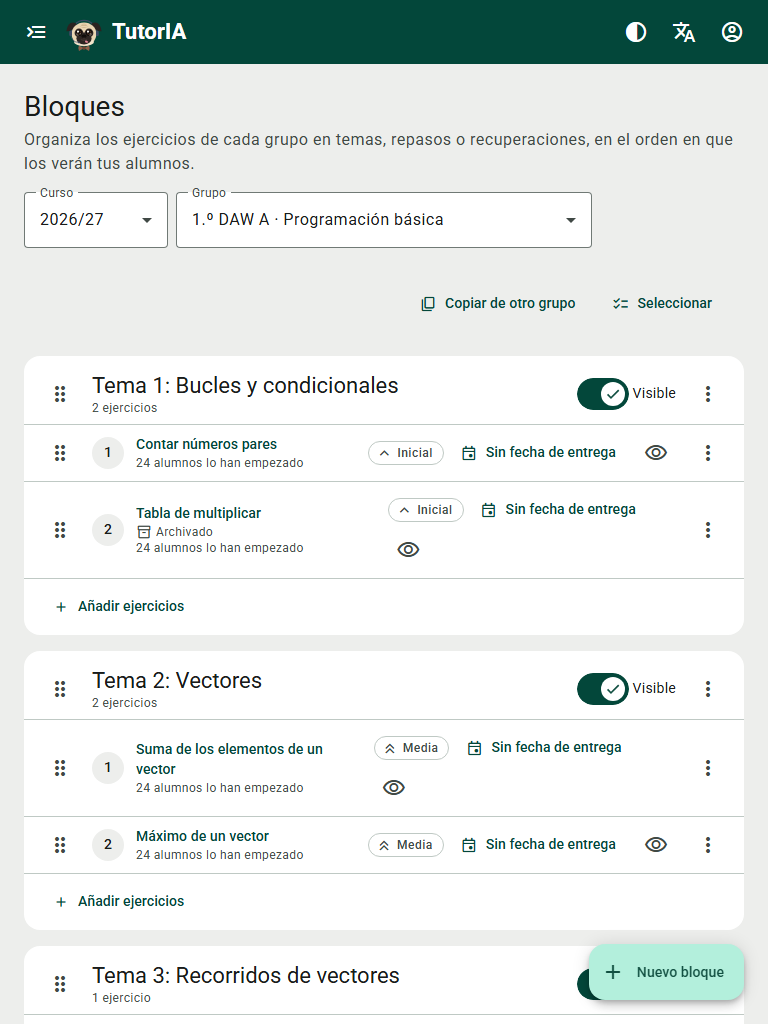 TutorIA
Bloques
Organiza los ejercicios de cada grupo en temas, repasos o recuperaciones, en el orden en que
los verán tus alumnos.
Curso
2026/27
Grupo
1.º DAW A · Programación básica
Copiar de otro grupo
Seleccionar
Tema 1: Bucles y condicionales
2 ejercicios
Visible
1
Contar números pares
24 alumnos lo han empezado
Inicial
Sin fecha de entrega
2
Tabla de multiplicar
Archivado
24 alumnos lo han empezado
Inicial
Sin fecha de entrega
+ Añadir ejercicios
Tema 2: Vectores
2 ejercicios
Visible
1
Suma de los elementos de un
vector
24 alumnos lo han empezado
Media
Sin fecha de entrega
2
Máximo de un vector
24 alumnos lo han empezado
Media
Sin fecha de entrega
+ Añadir ejercicios
Tema 3: Recorridos de vectores
1 ejercicio
+ Nuevo bloque